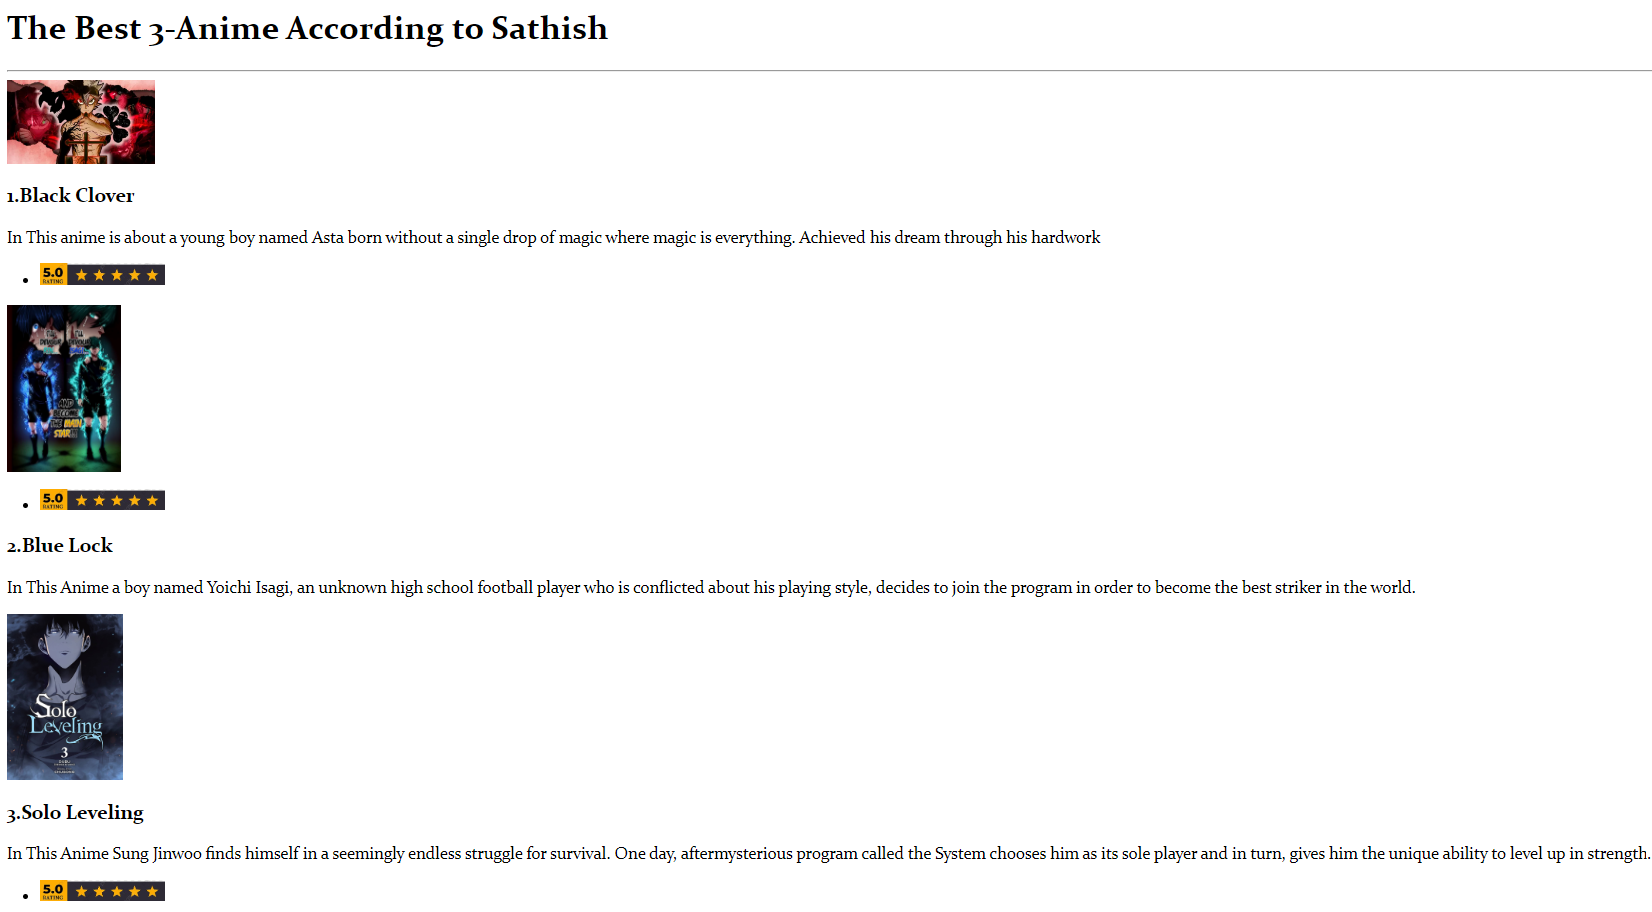 The Best 3-Anime According to Sathish
1.Black Clover
In This anime is about a young boy named Asta born without a single drop of magic where magic is everything. Achieved his dream through his hardwork
5.0
RATING
AND
BECOME
THE MAIN
STAR!!
5.0
RATING
2.Blue Lock
In This Anime a boy named Yoichi Isagi, an unknown high school football player who is conflicted about his playing style, decides to join the program in order to become the best striker in the world.
Solo
Leveling
3
3.Solo Leveling
In This Anime Sung Jinwoo finds himself in a seemingly endless struggle for survival. One day, aftermysterious program called the System chooses him as its sole player and in turn, gives him the unique ability to level up in strength.
5.0
RATING